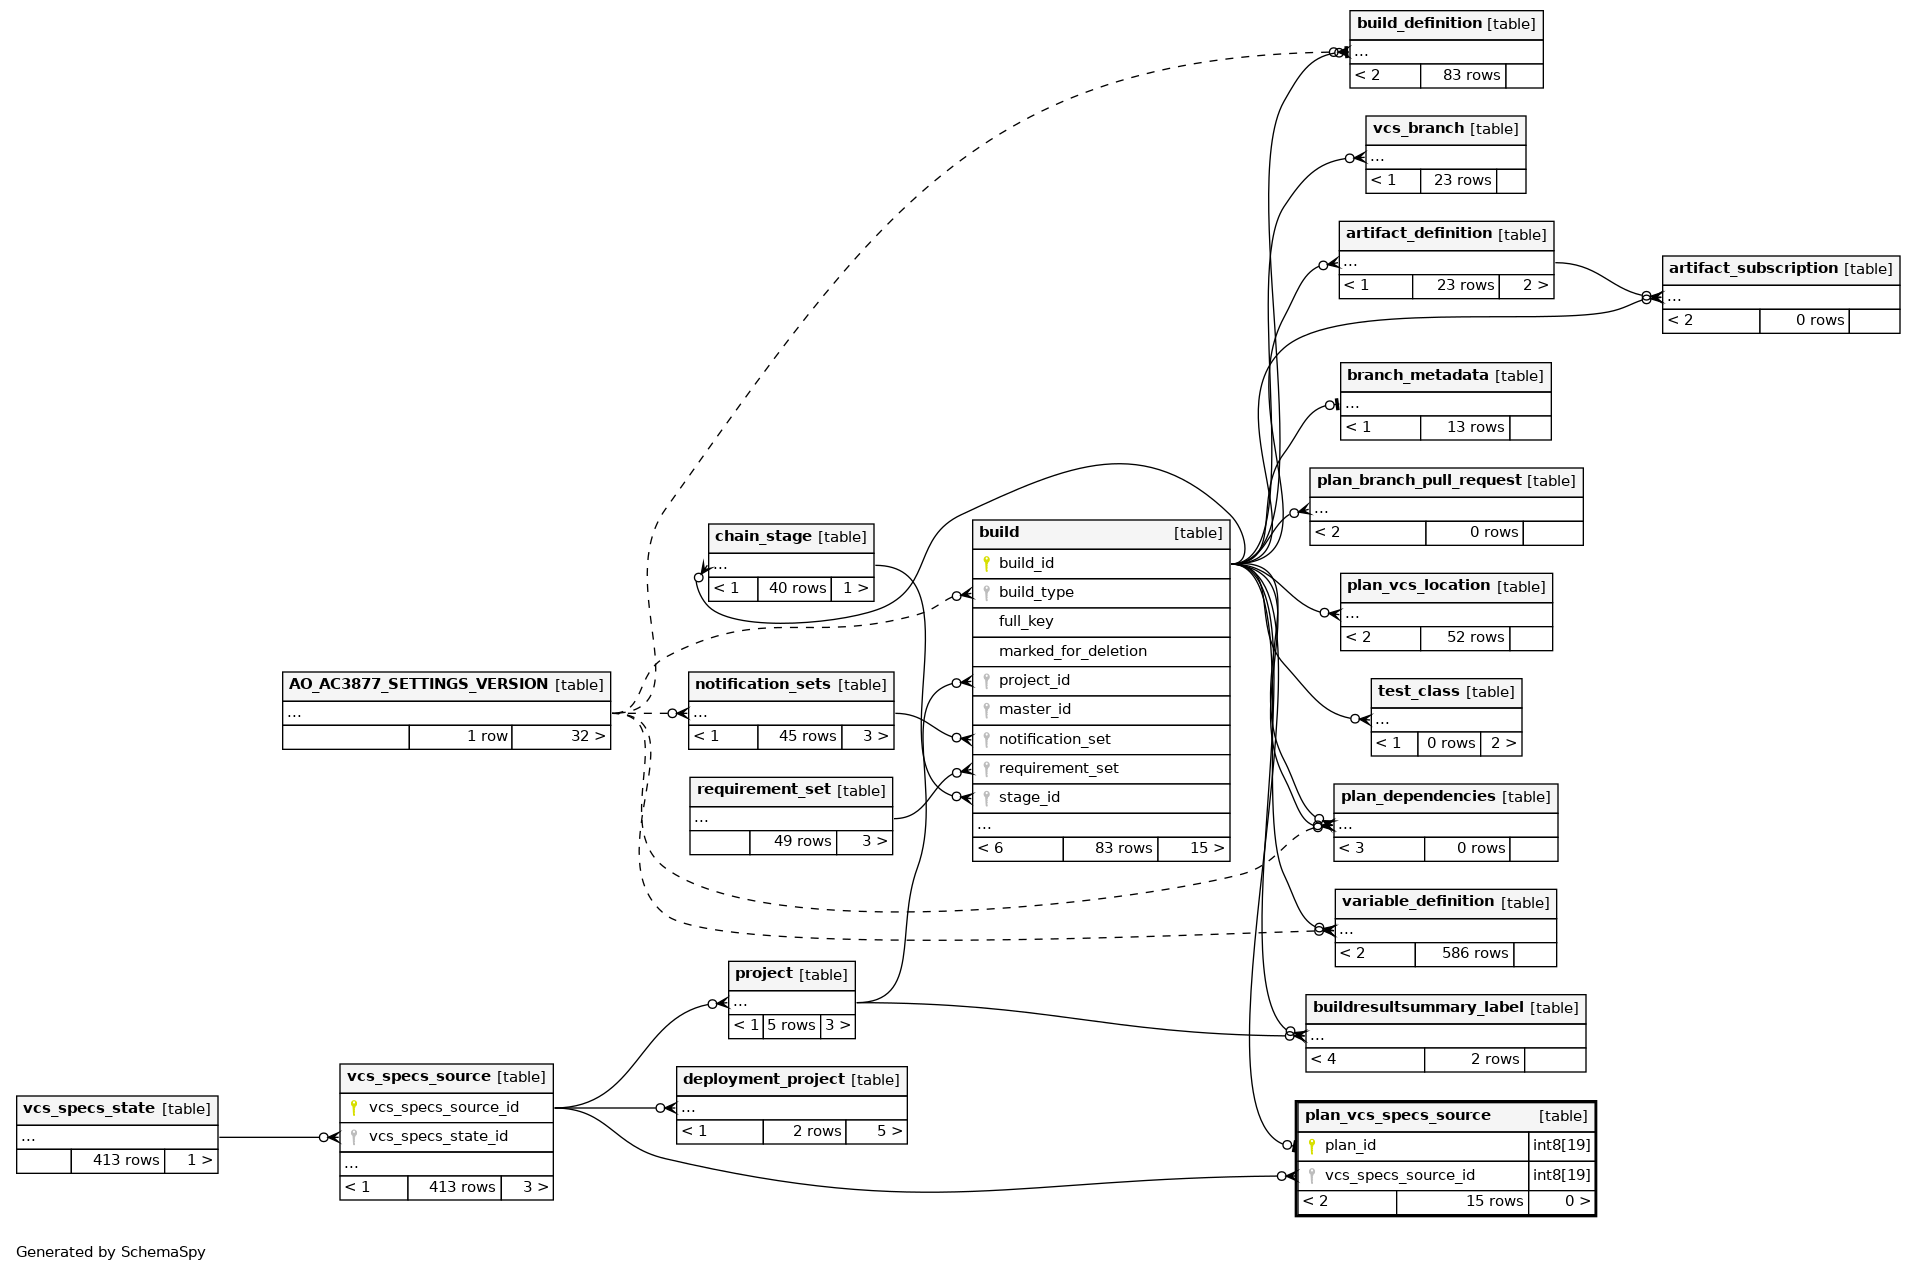 build_definition [table]
...
< 2 83 rows
vcs_branch [table]
...
< 1 23 rows
artifact_definition [table]
...
< 1 23 rows 2 >
artifact_subscription [table]
...
< 2 0 rows
branch_metadata [table]
...
< 1 13 rows
plan_branch_pull_request [table]
...
< 2 0 rows
chain_stage [table]
...
< 1 40 rows 1 >
build [table]
build_id
build_type
full_key
marked_for_deletion
project_id
master_id
notification_set
requirement_set
stage_id
...
< 6 83 rows 15 >
plan_vcs_location [table]
...
< 2 52 rows
test_class [table]
...
< 1 0 rows 2 >
AO_AC3877_SETTINGS_VERSION [table]
...
1 row 32 >
notification_sets [table]
...
< 1 45 rows 3 >
requirement_set [table]
...
49 rows 3 >
plan_dependencies [table]
...
< 3 0 rows
variable_definition [table]
...
< 2 586 rows
project [table]
...
< 1 5 rows 3 >
buildresultsummary_label [table]
...
< 4 2 rows
vcs_specs_state [table]
...
413 rows 1 >
vcs_specs_source [table]
vcs_specs_source_id
vcs_specs_state_id
...
< 1 413 rows 3 >
deployment_project [table]
...
< 1 2 rows 5 >
plan_vcs_specs_source [table]
plan_id int8[19]
vcs_specs_source_id int8[19]
< 2 15 rows 0 >
Generated by SchemaSpy